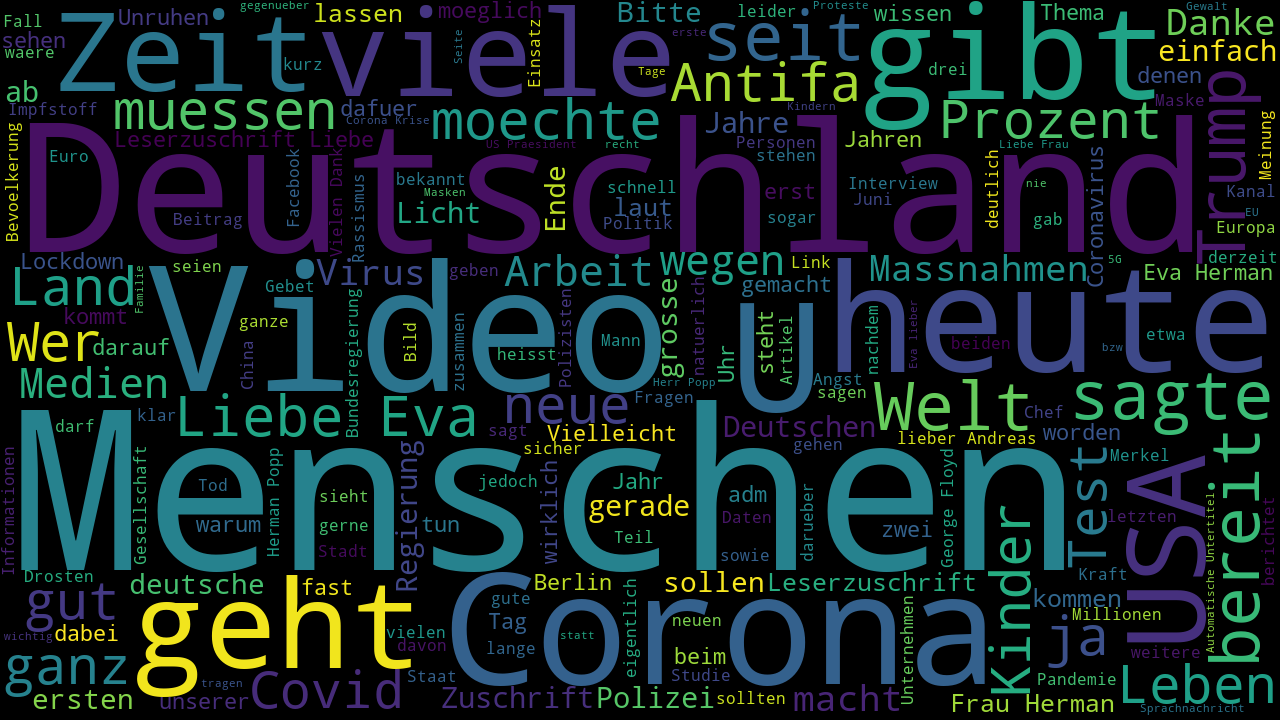 Fall
Unruhen
gegenueber
lassen
moeglich
Bitte
leider
Proteste
wissen
Thema
Gewalt
Danke
sehen
waere
Zeit
kurz
viele
Seite
Einsatz
erste
Tage
seit
gibt
drei
einfach
denen
ab
Impfstoff
muessen
dafuer
Corona Krise
moechte
Antifa
Kindern
Jahre
Prozent
Maske
Trump
Meinung
Bevoelkerung
Leserzuschrift Liebe
US Praesident
recht
Personen
Jahren
Liebe Frau
Deutschland
Euro
Facebook
Vielen Dank
Rassismus
bekannt
Masken
Licht
Ende
schnell
laut
Politik
stehen
erst
sogar
Interview
Juni
deutlich
nie
gab
Coronavirus
Kanal
EU
Europa
Beitrag
Lockdown
seien
Virus
geben
Arbeit
wegen
Link
Massnahmen
5G
Eva Herman
derzeit
Land
Familie
kommt
Gebet
Video
gemacht
u
heute
Wer
darauf
ganze
China
Bundesregierung
Bild
zusammen
heisst
Polizisten
Mann
grosse
natuerlich
Uhr
steht
Artikel
nachdem
Eva lieber
beiden
etwa
bzw
Medien
Herr Popp
Angst
sagen
Fragen
darf
klar
Liebe
Eva
neue
sagt
Vielleicht
sicher
Deutschen
gehen
Welt
Chef
lieber Andreas
sagte
worden
Merkel
Menschen
Informationen
Gesellschaft
Tod
warum
Herman Popp
sieht
gerne
Stadt
Regierung
tun
jedoch
wirklich
Jahr
gerade
Teil
adm
Daten
sowie
darueber
zwei
George Floyd
Kinder
Test
letzten
USA
Automatische Untertitel
bereit
berichtet
Drosten
deutsche
fast
Berlin
sollen
Leserzuschrift
Kraft
kommen
Millionen
gut
wichtig
dabei
geht
vielen
davon
gute
Tag
lange
Corona
statt
eigentlich
neuen
beim
Studie
Unternehmen
ja
weitere
Pandemie
ganz
ersten
tragen
unserer
Covid
Staat
Zuschrift
Polizei
sollten
macht
Frau Herman
Leben
Sprachnachricht